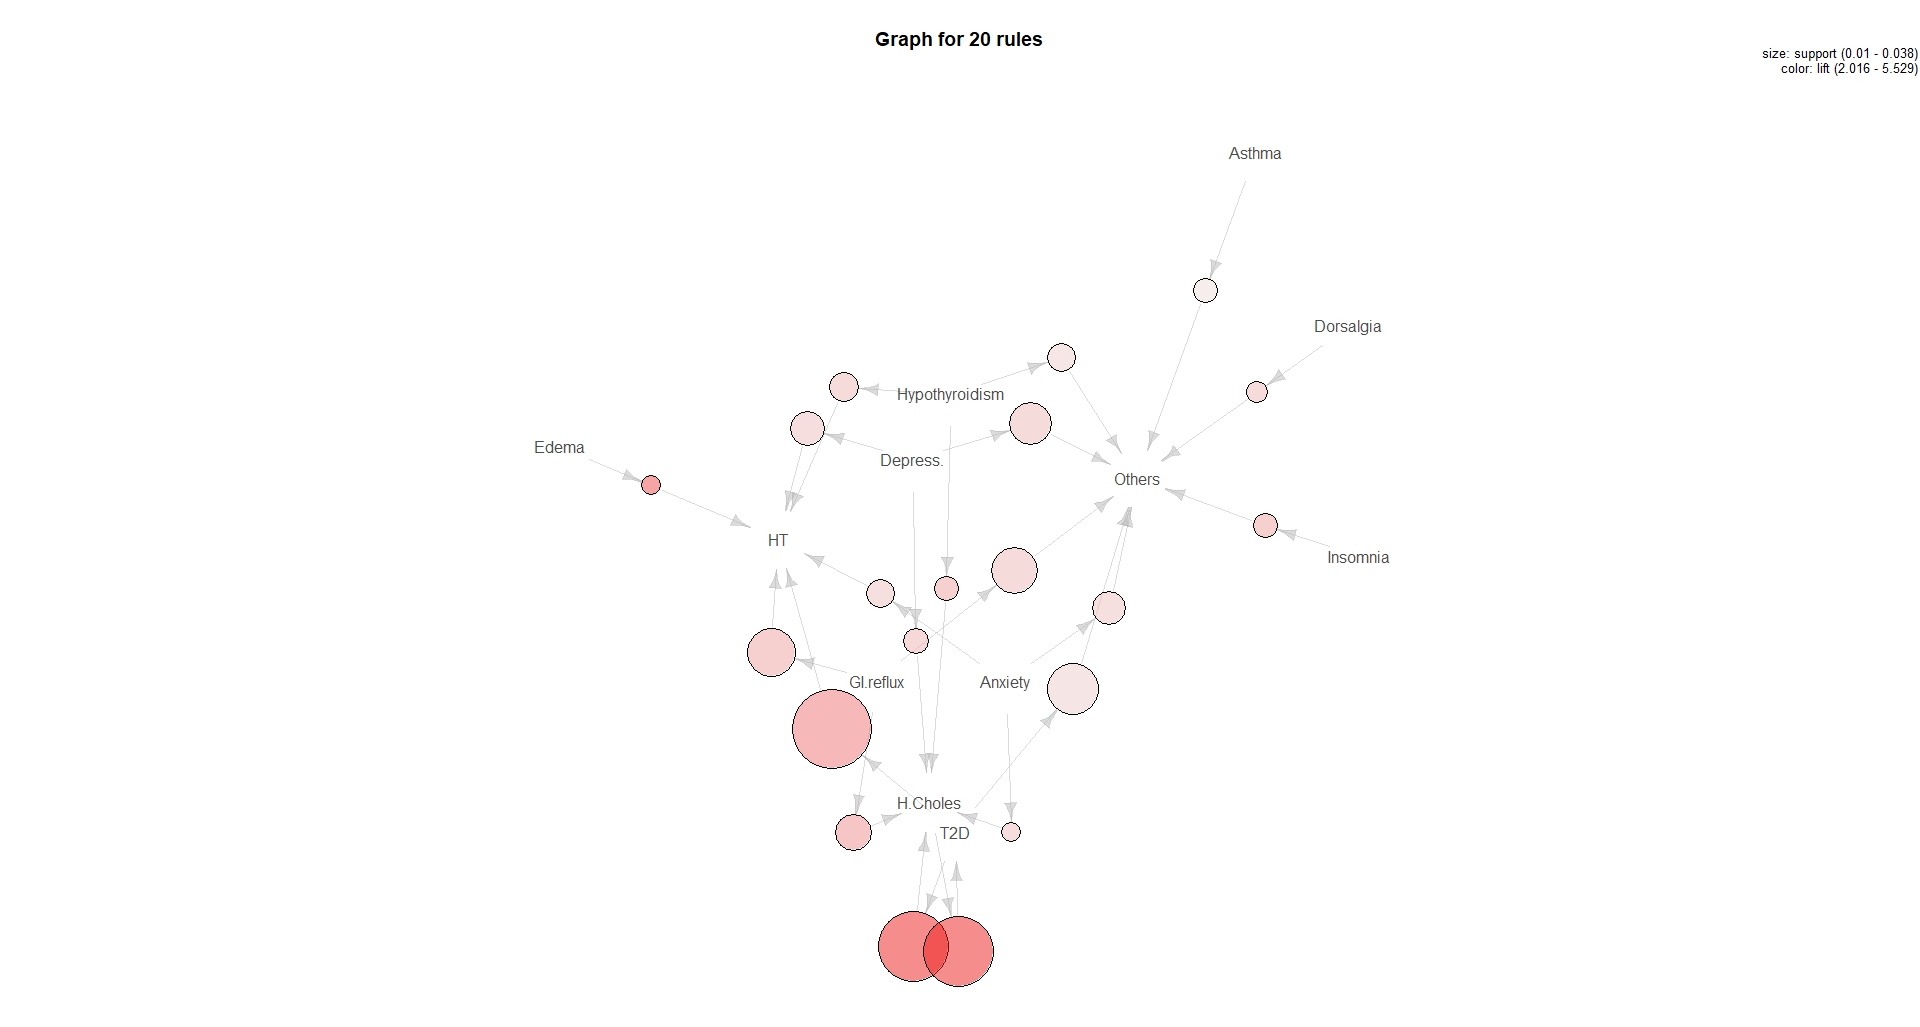 Graph for 20 rules
size: support (0.01 - 0.038)
color: lift (2.016 - 5.529)
Asthma
Dorsalgia
Hypothyroidism
Edema
Depress.
Others
HT
Insomnia
GI.reflux
Anxiety
H.Choles
T2D